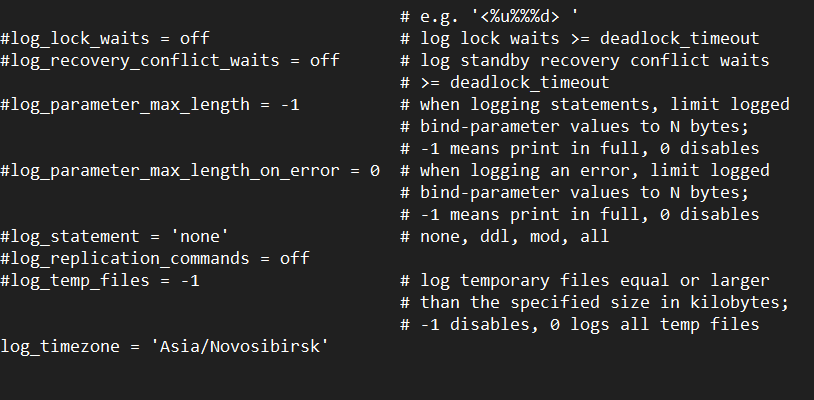 # e.g. '<%u%%%d> '
#log_lock_waits = off # log lock waits >= deadlock_timeout
#log_recovery_conflict_waits = off # log standby recovery conflict waits
# >= deadlock_timeout
#log_parameter_max_length = -1 # when logging statements, limit logged
# bind-parameter values to N bytes;
# -1 means print in full, 0 disables
#log_parameter_max_length_on_error = 0 # when logging an error, limit logged
# bind-parameter values to N bytes;
# -1 means print in full, 0 disables
#log_statement = 'none' # none, ddl, mod, all
#log_replication_commands = off
#log_temp_files = -1 # log temporary files equal or larger
# than the specified size in kilobytes;
# -1 disables, 0 logs all temp files
log_timezone = 'Asia/Novosibirsk'